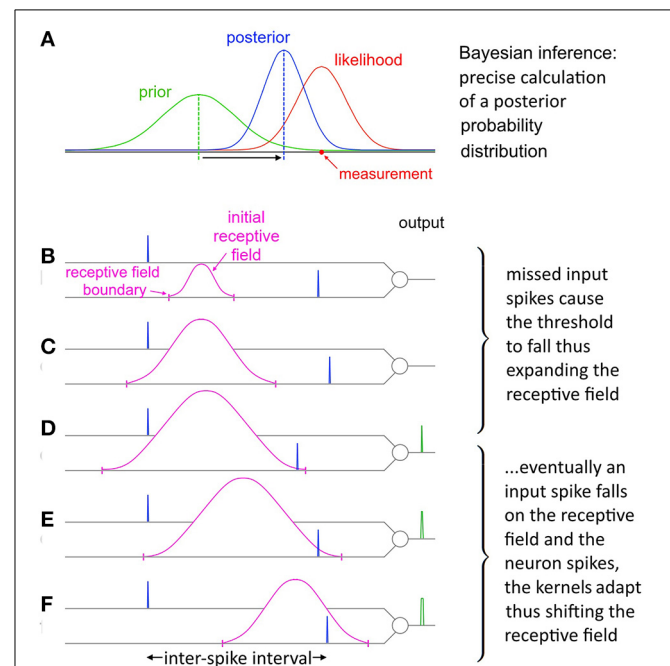 A
posterior
likelihood
prior
measurement
Bayesian inference:
precise calculation
of a posterior
probability
distribution
B
initial
receptive
field
receptive field
boundary
output
C
D
missed input
spikes cause
the threshold
to fall thus
expanding the
receptive field
E
F
...eventually an
input spike falls
on the receptive
field and the
neuron spikes,
the kernels adapt
thus shifting the
receptive field
inter-spike interval